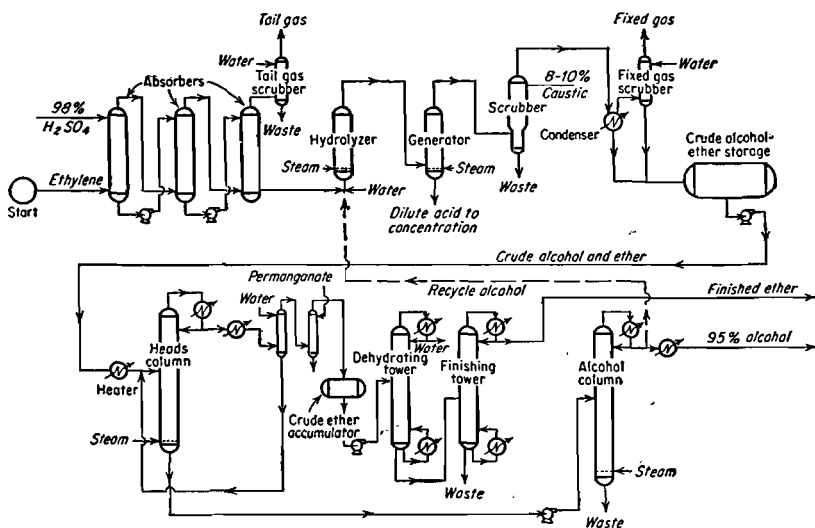 Tail gas
Fixed gas
Water
Tail gas
scrubber
Absorbers
98%
H₂SO₄
Waste
Ethylene
Start
Hydrolyzer
Steam
Water
Generator
Steam
Dilute acid to
concentration
Scrubber
8-10%
Caustic
Waste
Condenser
Water
Fixed gas
scrubber
Crude alcohol-
ether storage
Crude alcohol and ether
Recycle alcohol
Finished ether
95% alcohol
Permanganate
Water
Heads
column
Heater
Steam
Crude ether
accumulator
Dehydrating
tower
Water
Finishing
tower
Waste
Alcohol
column
Steam
Waste